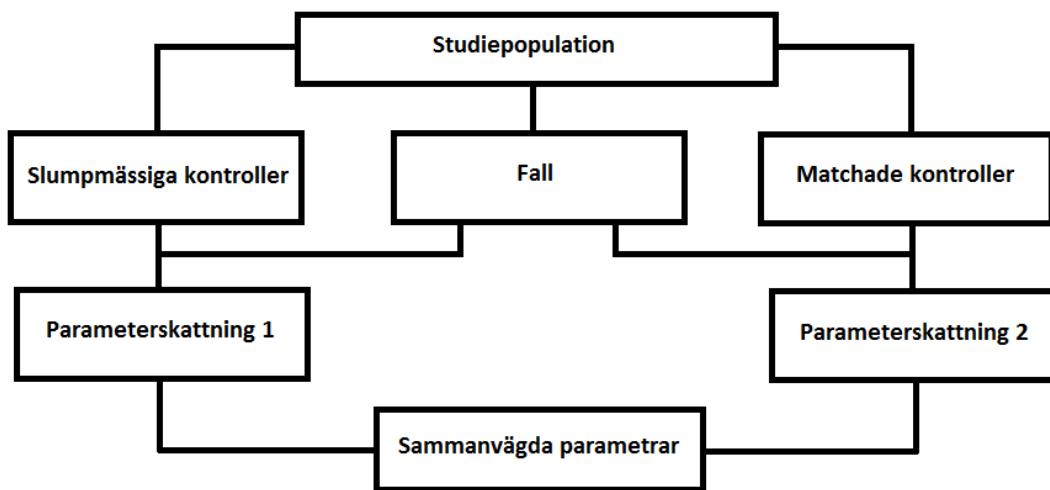 Studiepopulation
Slumpmässiga kontroller
Fall
Matchade kontroller
Parameterskattning 1
Parameterskattning 2
Sammanvägda parametrar